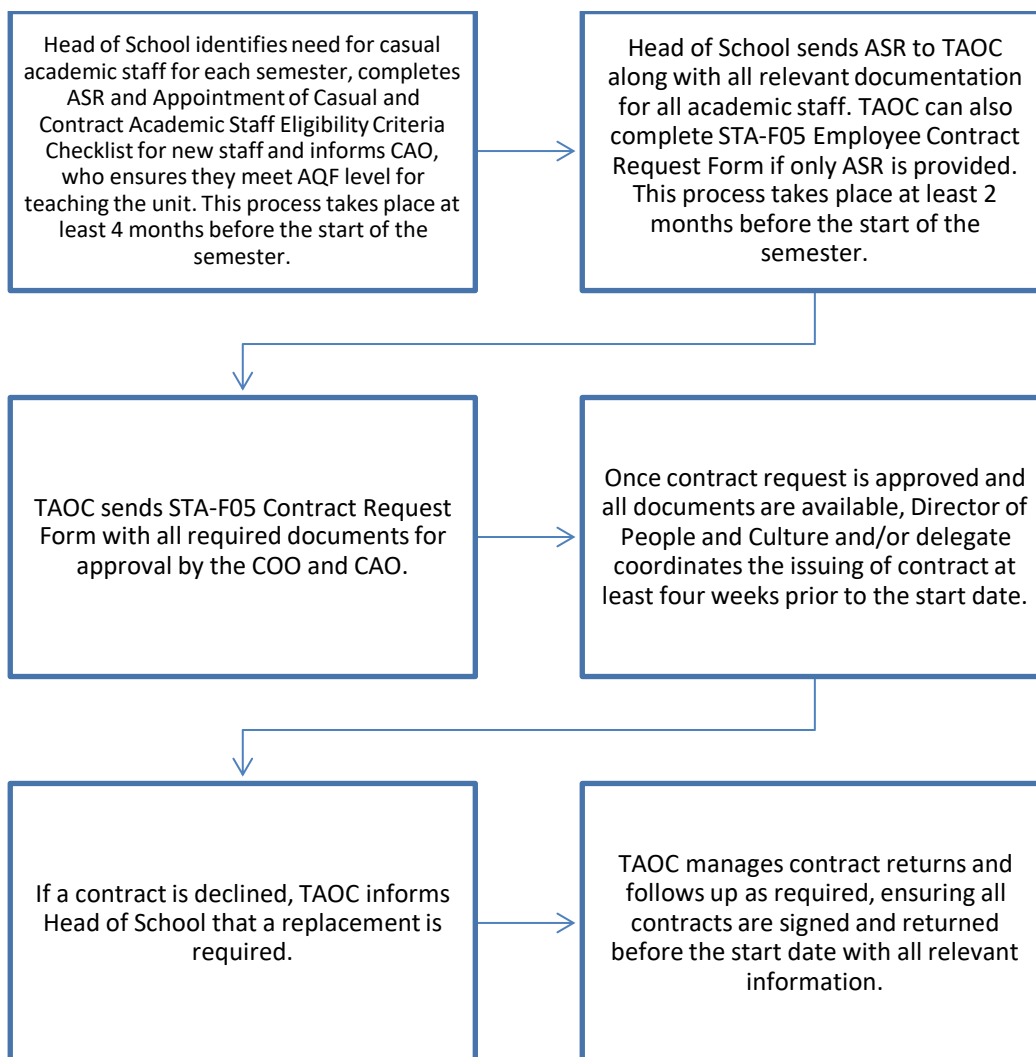 Head of School identifies need for casual
academic staff for each semester, completes
ASR and Appointment of Casual and
Contract Academic Staff Eligibility Criteria
Checklist for new staff and informs CAO,
who ensures they meet AQF level for
teaching the unit. This process takes place at
least 4 months before the start of the
semester.
Head of School sends ASR to TAOC
along with all relevant documentation
for all academic staff. TAOC can also
complete STA-F05 Employee Contract
Request Form if only ASR is provided.
This process takes place at least 2
months before the start of the
semester.
TAOC sends STA-F05 Contract Request
Form with all required documents for
approval by the COO and CAO.
Once contract request is approved and
all documents are available, Director of
People and Culture and/or delegate
coordinates the issuing of contract at
least four weeks prior to the start date.
If a contract is declined, TAOC informs
Head of School that a replacement is
required.
TAOC manages contract returns and
follows up as required, ensuring all
contracts are signed and returned
before the start date with all relevant
information.